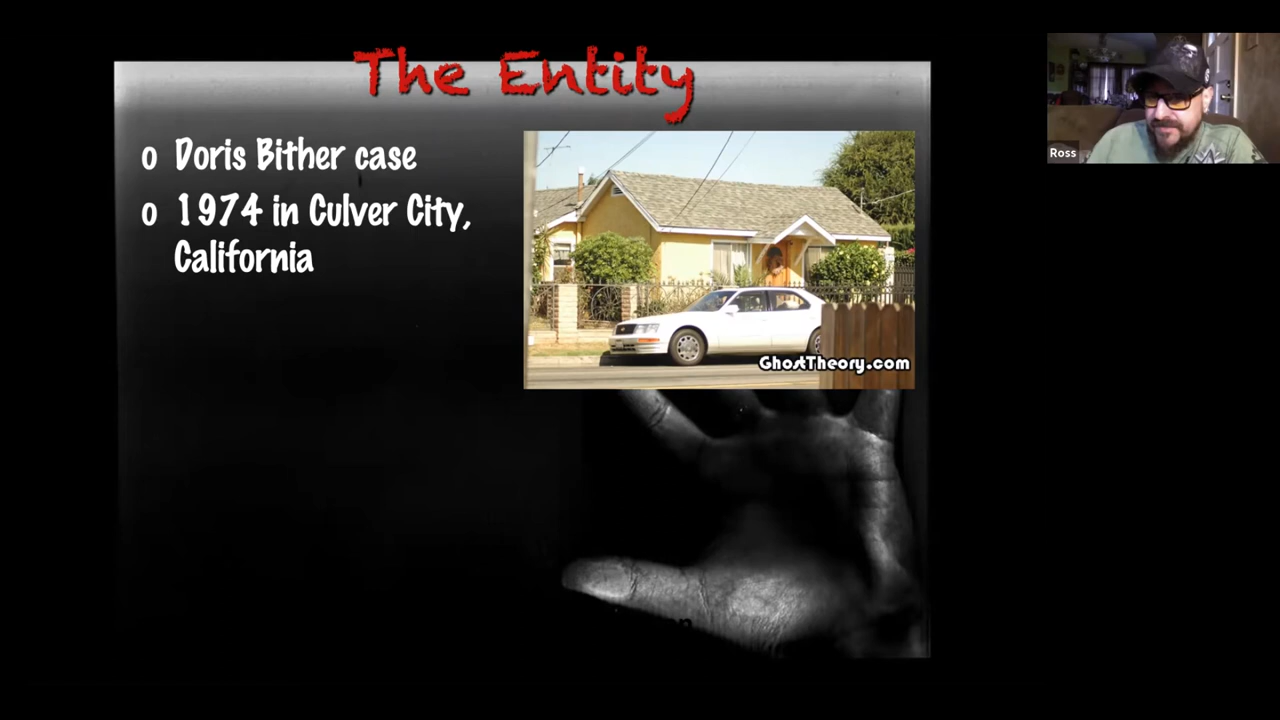 The Entity
o Doris Bither case
o 1974 in Culver City,
California
GhostTheory.com
Ross